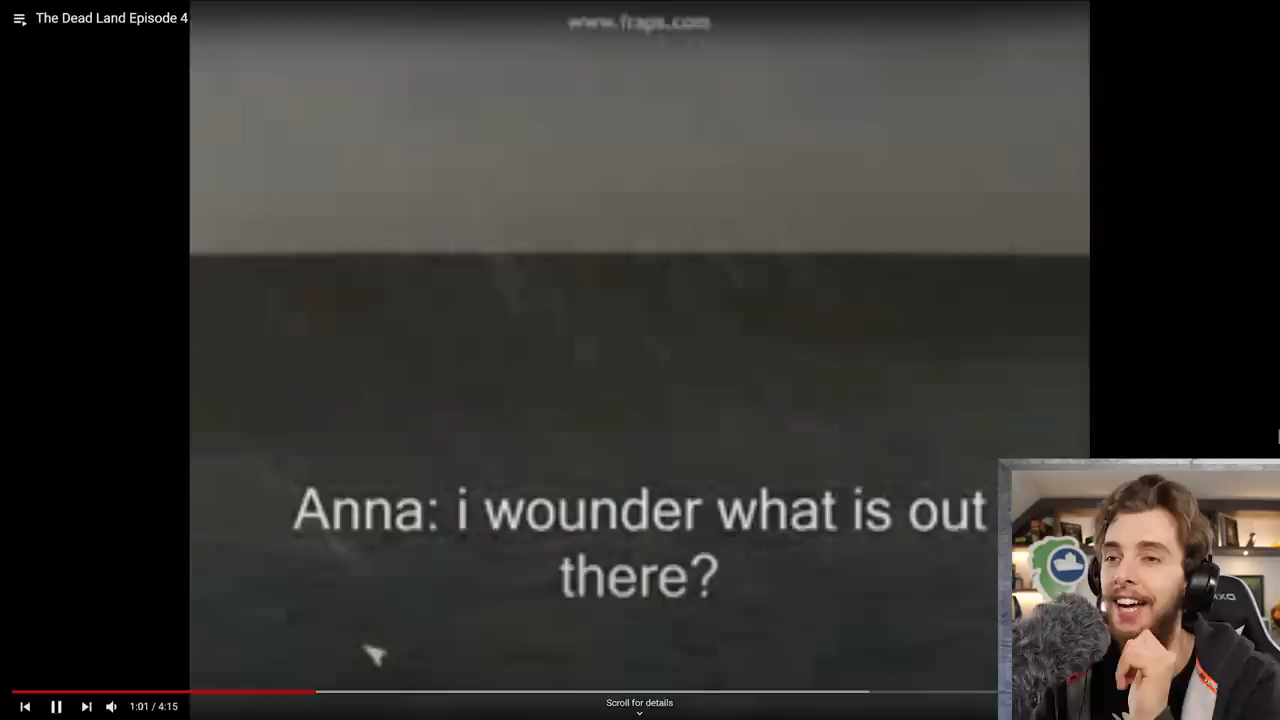 The Dead Land Episode 4
www.fraps.com
Anna: i wounder what is out
there?
1:01 / 4:15
Scroll for details